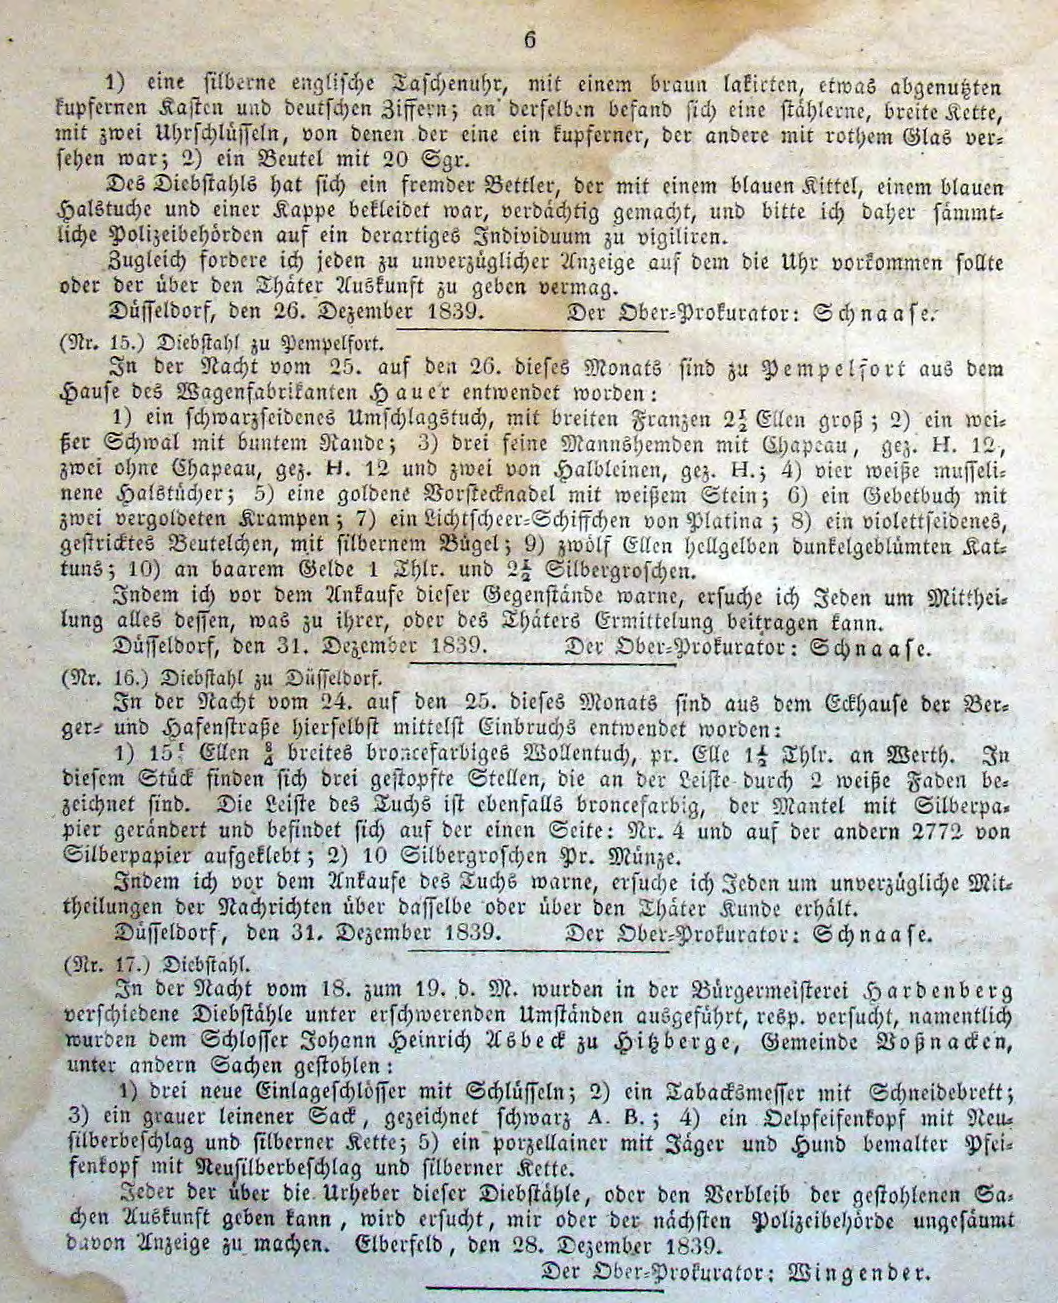 6
1) eine silberne englische Taschenuhr, mit einem braun lakirten, etwas abgenutzten
kupfernen Kasten und deutschen Ziffern; an derselben befand sich eine stählerne, breite Kette,
mit zwei Uhrschlüsseln, von denen der eine ein kupferner, der andere mit rothem Glas ver-
sehen war; 2) ein Beutel mit 20 Sgr.
Des Diebstahls hat sich ein fremder Bettler, der mit einem blauen Kittel, einem blauen
Halstuche und einer Kappe bekleidet war, verdächtig gemacht, und bitte ich daher sämmt-
liche Polizeibehörden auf ein derartiges Individuum zu vigiliren.
Zugleich fordere ich jeden zu unverzüglicher Anzeige auf dem die Uhr vorkommen sollte
oder der über den Thäter Auskunft zu geben vermag.
Düsseldorf, den 26. Dezember 1839. Der Ober-Prokurator: Schnaase.
(Nr. 15.) Diebstahl zu Pempelfort.
In der Nacht vom 25. auf den 26. dieses Monats sind zu Pempelfort aus dem
Hause des Wagenfabrikanten Hauer entwendet worden:
1) ein schwarzseidenes Umschlagstuch, mit breiten Franzen 2½ Ellen groß; 2) ein wei-
ßer Schwal mit buntem Rande; 3) drei feine Mannshemden mit Chapeau, gez. H. 12,
zwei ohne Chapeau, gez. H. 12 und zwei von Halbleinen, gez. H.; 4) vier weiße musseli-
nene Halstücher; 5) eine goldene Vorstecknadel mit weißem Stein; 6) ein Gebetbuch mit
zwei vergoldeten Krampen; 7) ein Lichtscheer-Schiffchen von Platina; 8) ein violettseidenes,
gestricktes Beutelchen, mit silbernem Bügel; 9) zwölf Ellen hellgelben dunkelgeblümten Kat-
tuns; 10) an baarem Gelde 1 Thlr. und 2½ Silbergroschen.
Indem ich vor dem Ankaufe dieser Gegenstände warne, ersuche ich Jeden um Mitthei-
lung alles dessen, was zu ihrer, oder des Thäters Ermittelung beitragen kann.
Düsseldorf, den 31. Dezember 1839. Der Ober-Prokurator: Schnaase.
(Nr. 16.) Diebstahl zu Düsseldorf.
In der Nacht vom 24. auf den 25. dieses Monats sind aus dem Eckhause der Ber-
ger- und Hafenstraße hierselbst mittelst Einbruchs entwendet worden:
1) Ellen breites broncefarbiges Wollentuch, pr. Elle 1½ Thlr. an Werth. In
diesem Stück finden sich drei gestopfte Stellen, die an der Leiste durch 2 weiße Faden be-
zeichnet sind. Die Leiste des Tuchs ist ebenfalls broncefarbig, der Mantel mit Silberpa-
pier gerändert und befindet sich auf der einen Seite: Nr. 4 und auf der andern 2772 von
Silberpapier aufgeklebt; 2) 10 Silbergroschen Pr. Münze.
Indem ich vor dem Ankaufe des Tuchs warne, ersuche ich Jeden um unverzügliche Mit-
theilungen der Nachrichten über dasselbe oder über den Thäter Kunde erhält.
Düsseldorf, den 31. Dezember 1839. Der Ober-Prokurator: Schnaase.
(Nr. 17.) Diebstahl.
In der Nacht vom 18. zum 19. d. M. wurden in der Bürgermeisterei Hardenberg
verschiedene Diebstähle unter erschwerenden Umständen ausgeführt, resp. versucht, namentlich
wurden dem Schlosser Johann Heinrich Asbeck zu Hitzberge, Gemeinde Voßnacken,
unter andern Sachen gestohlen:
1) drei neue Einlageschlösser mit Schlüsseln; 2) ein Tabacksmesser mit Schneidebrett;
3) ein grauer leinener Sack, gezeichnet schwarz A. B.; 4) ein Oelpfeifenkopf mit Neu-
silberbeschlag und silberner Kette; 5) ein porzellainer mit Jäger und Hund bemalter Pfei-
fenkopf mit Neusilberbeschlag und silberner Kette.
Jeder der über die Urheber dieser Diebstähle, oder den Verbleib der gestohlenen Sa-
chen Auskunft geben kann, wird ersucht, mir oder der nächsten Polizeibehörde ungesäumt
davon Anzeige zu machen. Elberfeld, den 28. Dezember 1839.
Der Ober-Prokurator: Wingender.